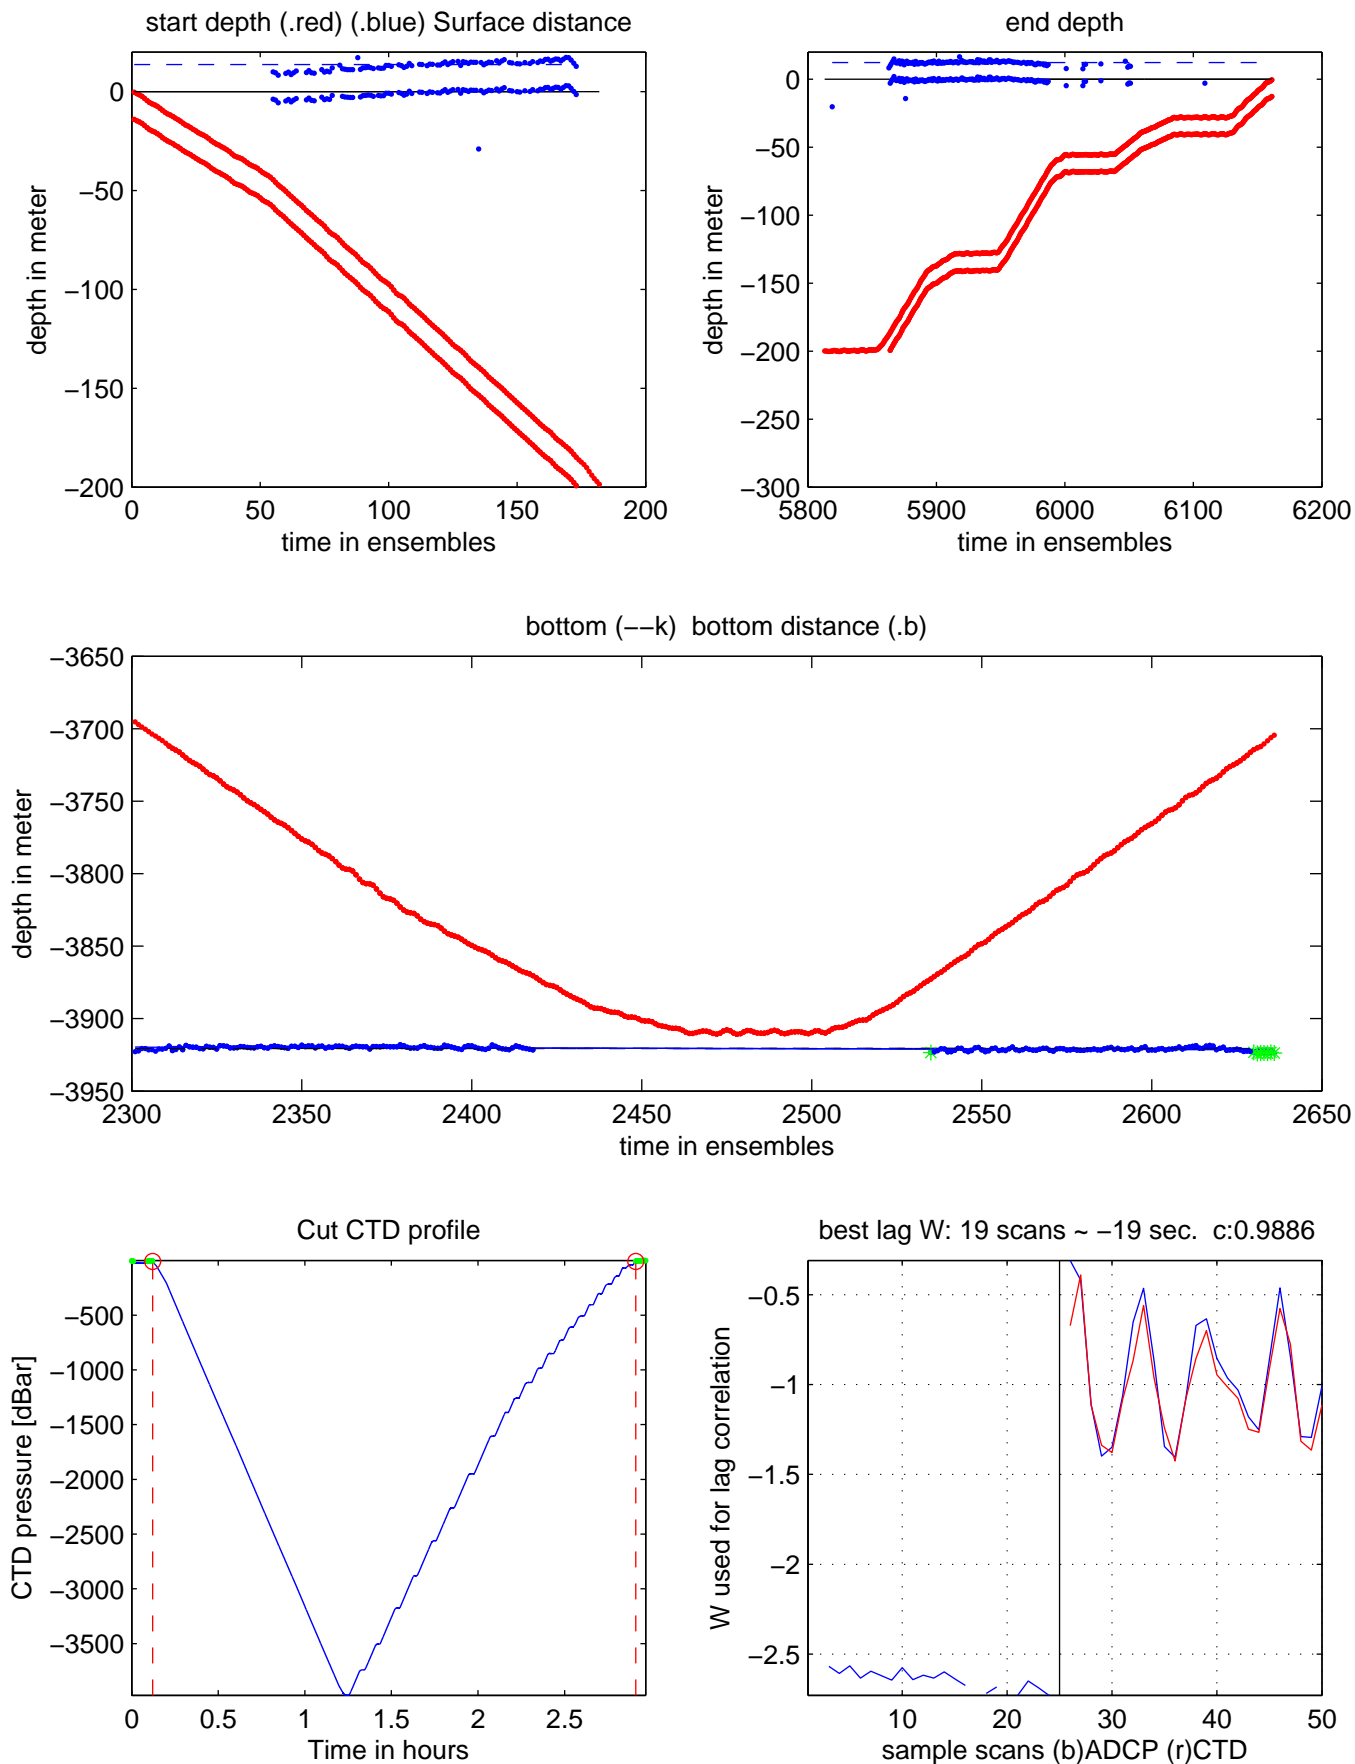 start depth (.red) (.blue) Surface distance
end depth
0
−50
−100
−150
−200
depth in meter
0 50 100 150 200
time in ensembles
0
−50
−100
−150
−200
−250
−300
depth in meter
5800 5900 6000 6100 6200
time in ensembles
bottom (−−k)  bottom distance (.b)
−3650
−3700
−3750
−3800
−3850
−3900
−3950
depth in meter
2300 2350 2400 2450 2500 2550 2600 2650
time in ensembles
Cut CTD profile
−500
−1000
−1500
−2000
−2500
−3000
−3500
CTD pressure [dBar]
0 0.5 1 1.5 2 2.5
Time in hours
best lag W: 19 scans ~ −19 sec.  c:0.9886
−0.5
−1
−1.5
−2
−2.5
W used for lag correlation
10 20 30 40 50
sample scans (b)ADCP (r)CTD